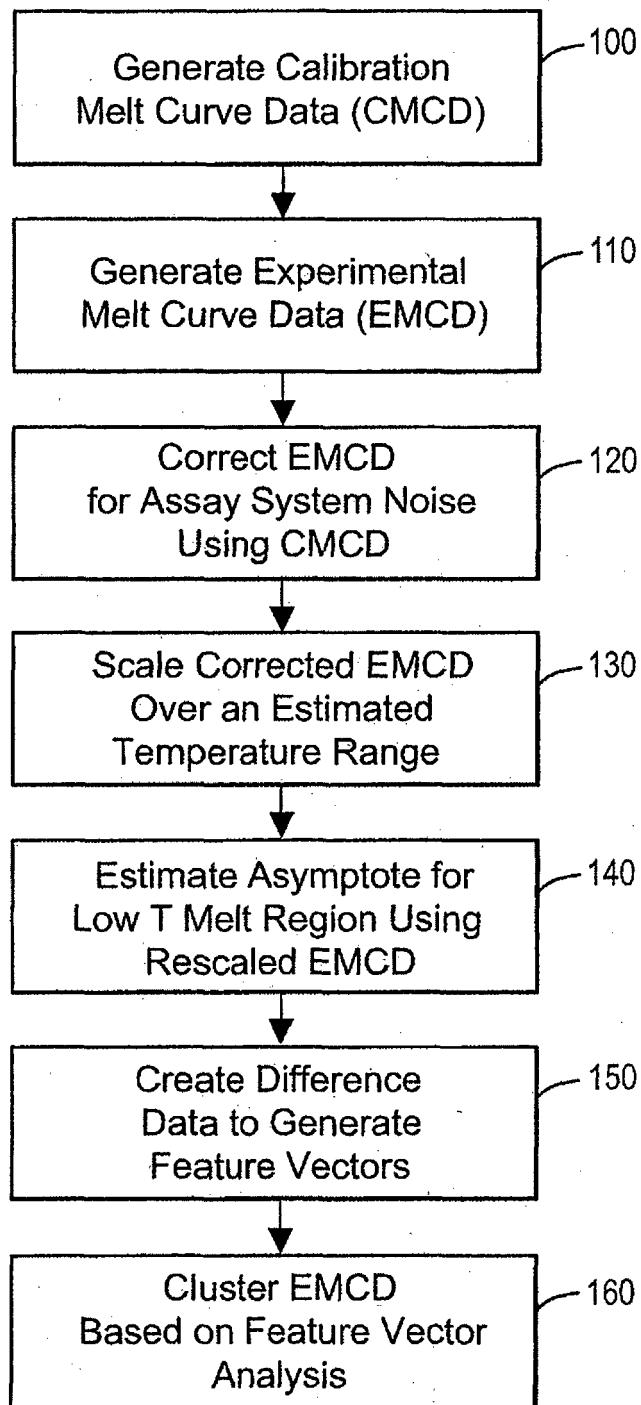 Generate Calibration
Melt Curve Data (CMCD)
100
Generate Experimental
Melt Curve Data (EMCD)
110
Correct EMCD
for Assay System Noise
Using CMCD
120
Scale Corrected EMCD
Over an Estimated
Temperature Range
130
Estimate Asymptote for
Low T Melt Region Using
Rescaled EMCD
140
Create Difference
Data to Generate
Feature Vectors
150
Cluster EMCD
Based on Feature Vector
Analysis
160